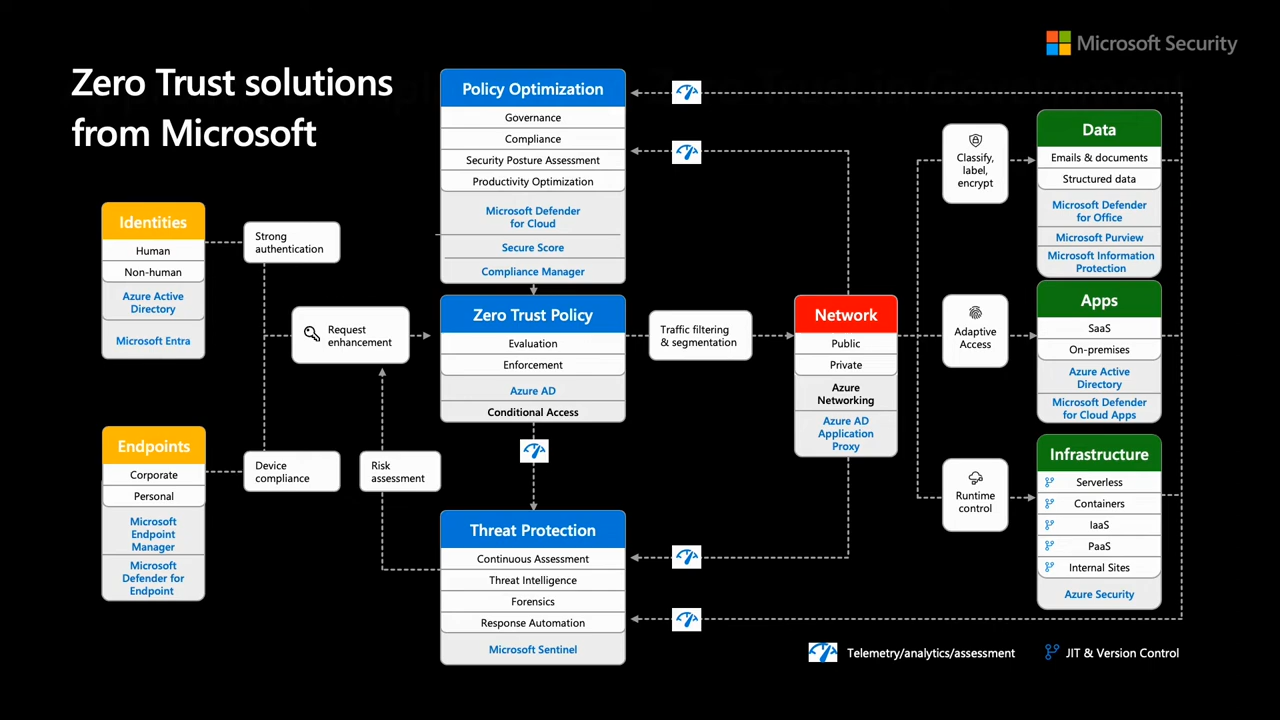 Microsoft Security
Zero Trust solutions
from Microsoft
Identities
Human
Non-human
Azure Active
Directory
Microsoft Entra
Endpoints
Corporate
Personal
Microsoft
Endpoint
Manager
Microsoft
Defender for
Endpoint
Strong
authentication
Device
compliance
Request
enhancement
Risk
assessment
Policy Optimization
Governance
Compliance
Security Posture Assessment
Productivity Optimization
Microsoft Defender
for Cloud
Secure Score
Compliance Manager
Zero Trust Policy
Evaluation
Enforcement
Azure AD
Conditional Access
Threat Protection
Continuous Assessment
Threat Intelligence
Forensics
Response Automation
Microsoft Sentinel
Traffic filtering
& segmentation
Network
Public
Private
Azure
Networking
Azure AD
Application
Proxy
Classify,
label,
encrypt
Adaptive
Access
Runtime
control
Data
Emails & documents
Structured data
Microsoft Defender
for Office
Microsoft Purview
Microsoft Information
Protection
Apps
SaaS
On-premises
Azure Active
Directory
Microsoft Defender
for Cloud Apps
Infrastructure
Serverless
Containers
IaaS
PaaS
Internal Sites
Azure Security
Telemetry/analytics/assessment
JIT & Version Control